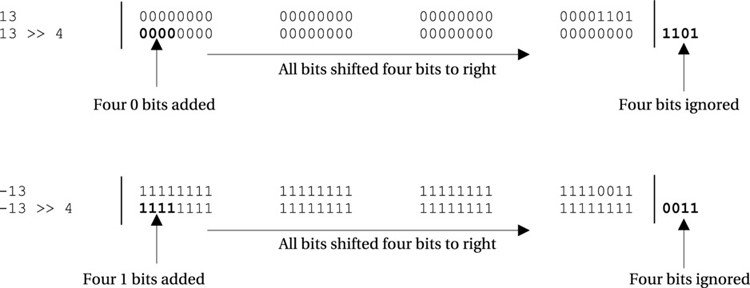 13 00000000 00000000 00000000 00001101
13 >> 4 00000000 00000000 00000000 00000000 1101
All bits shifted four bits to right
Four 0 bits added Four bits ignored
-13 11111111 11111111 11111111 11110011
-13 >> 4 11111111 11111111 11111111 11111111 0011
All bits shifted four bits to right
Four 1 bits added Four bits ignored